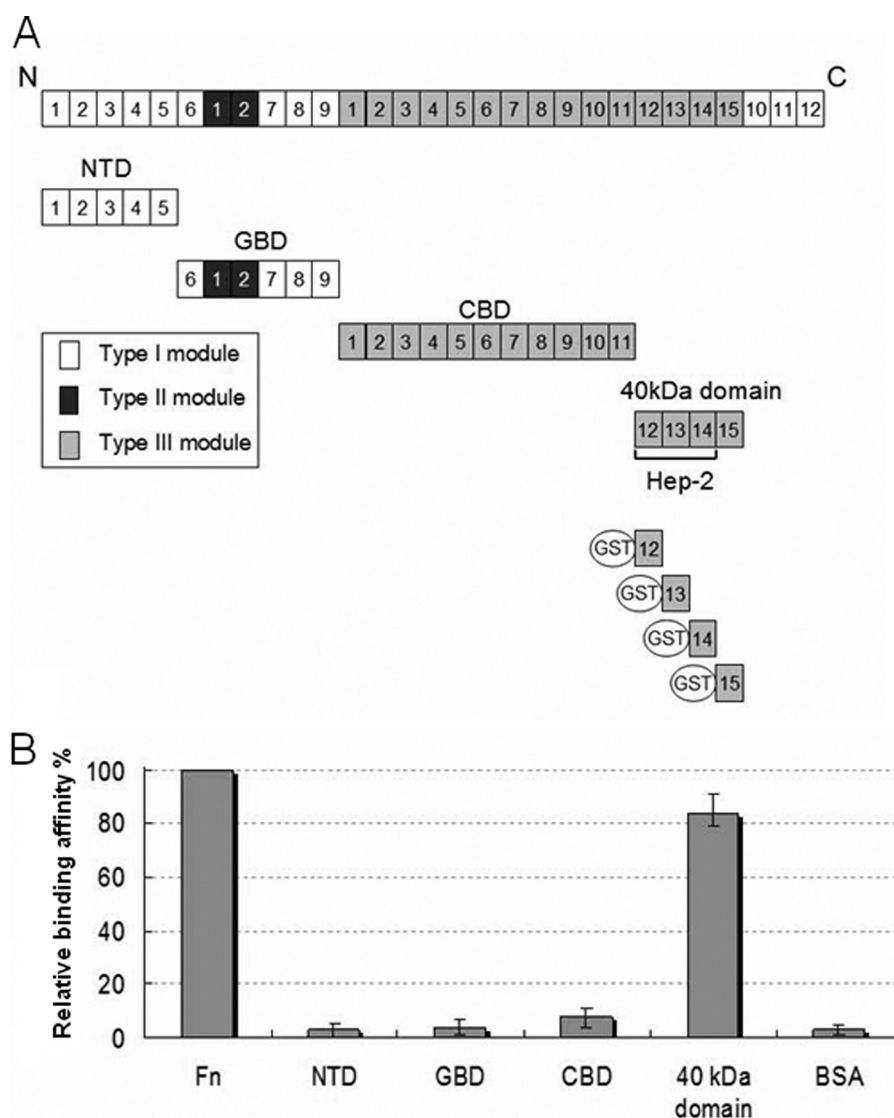 A
N
C
1 2 3 4 5 6 1 2 7 8 9 1 2 3 4 5 6 7 8 9 10 11 12 13 14 15 10 11 12
NTD
1 2 3 4 5
GBD
6 1 2 7 8 9
CBD
1 2 3 4 5 6 7 8 9 10 11
Type I module
Type II module
Type III module
40kDa domain
12 13 14 15
Hep-2
GST 12
GST 13
GST 14
GST 15
B
Relative binding affinity %
100
80
60
40
20
0
Fn NTD GBD CBD 40 kDa domain BSA